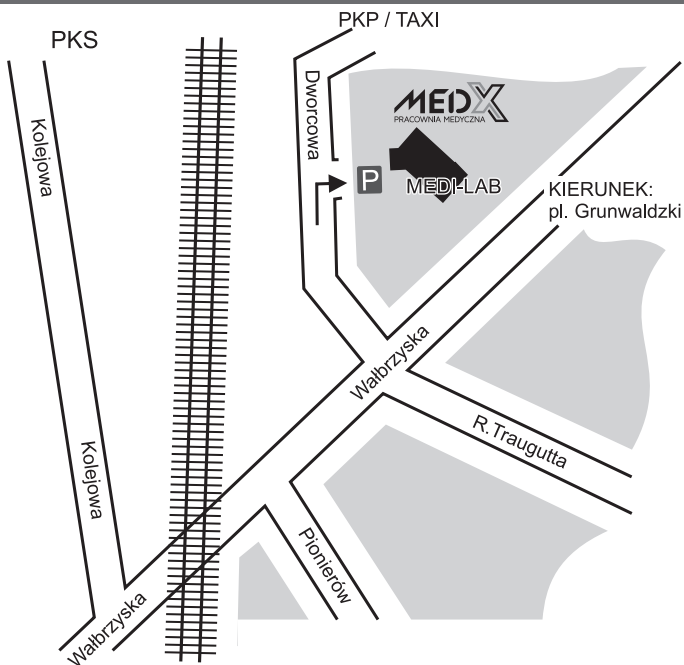 PKP / TAXI
PKS
Kolejowa
Dworcowa
MEDX
PRACOWNIA MEDYCZNA
P
MEDI-LAB
KIERUNEK:
pl. Grunwaldzki
Wałbrzyska
R.Traugutta
Kolejowa
Pionierów
Wałbrzyska